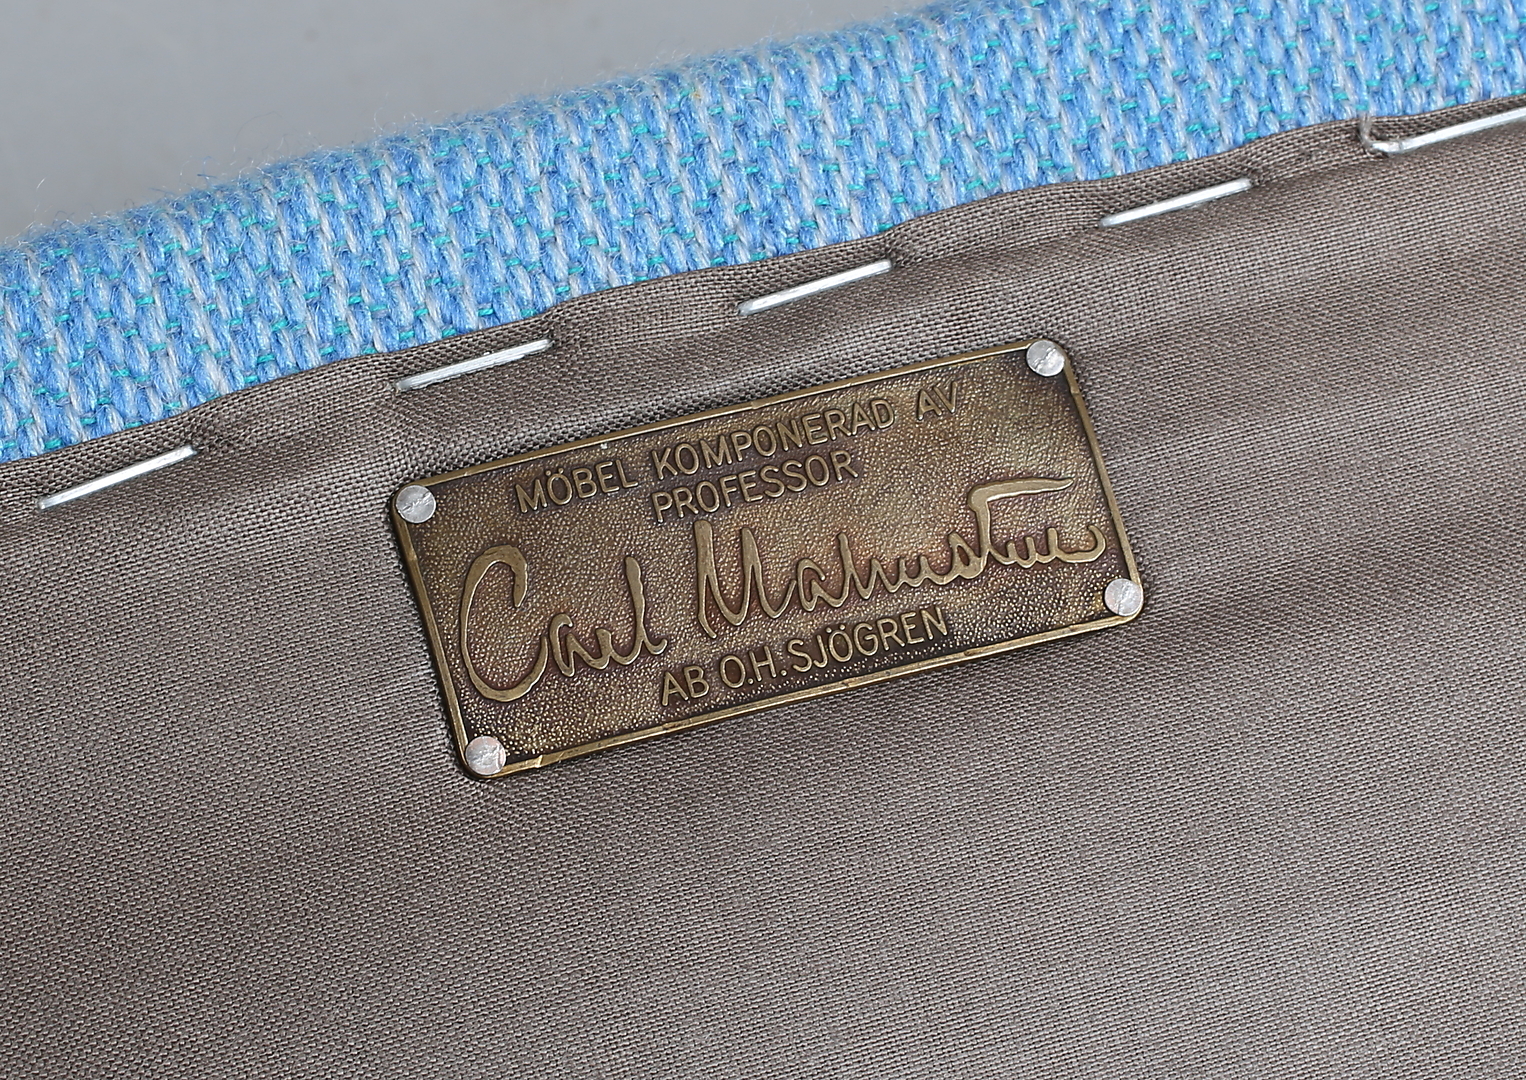 MÖBEL KOMPONERAD AV
PROFESSOR
Carl Malmsten
AB O.H. SJÖGREN